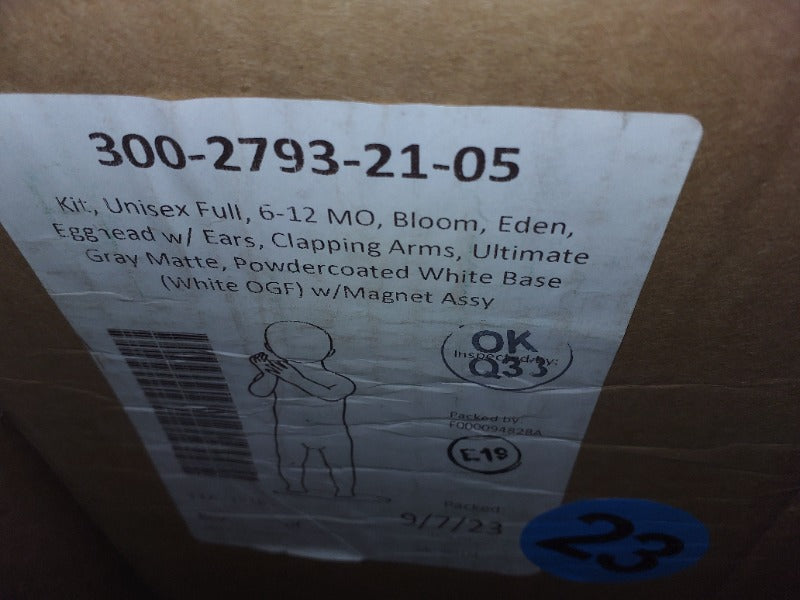 300-2793-21-05
Kit, Unisex Full, 6-12 MO, Bloom, Eden,
Egghead w/ Ears, Clapping Arms, Ultimate
Gray Matte, Powdercoated White Base
(White OGF) w/Magnet Assy
OK
Inspected by:
Q33
Packed by
F000094828A
E19
Packed
9/7/23
23